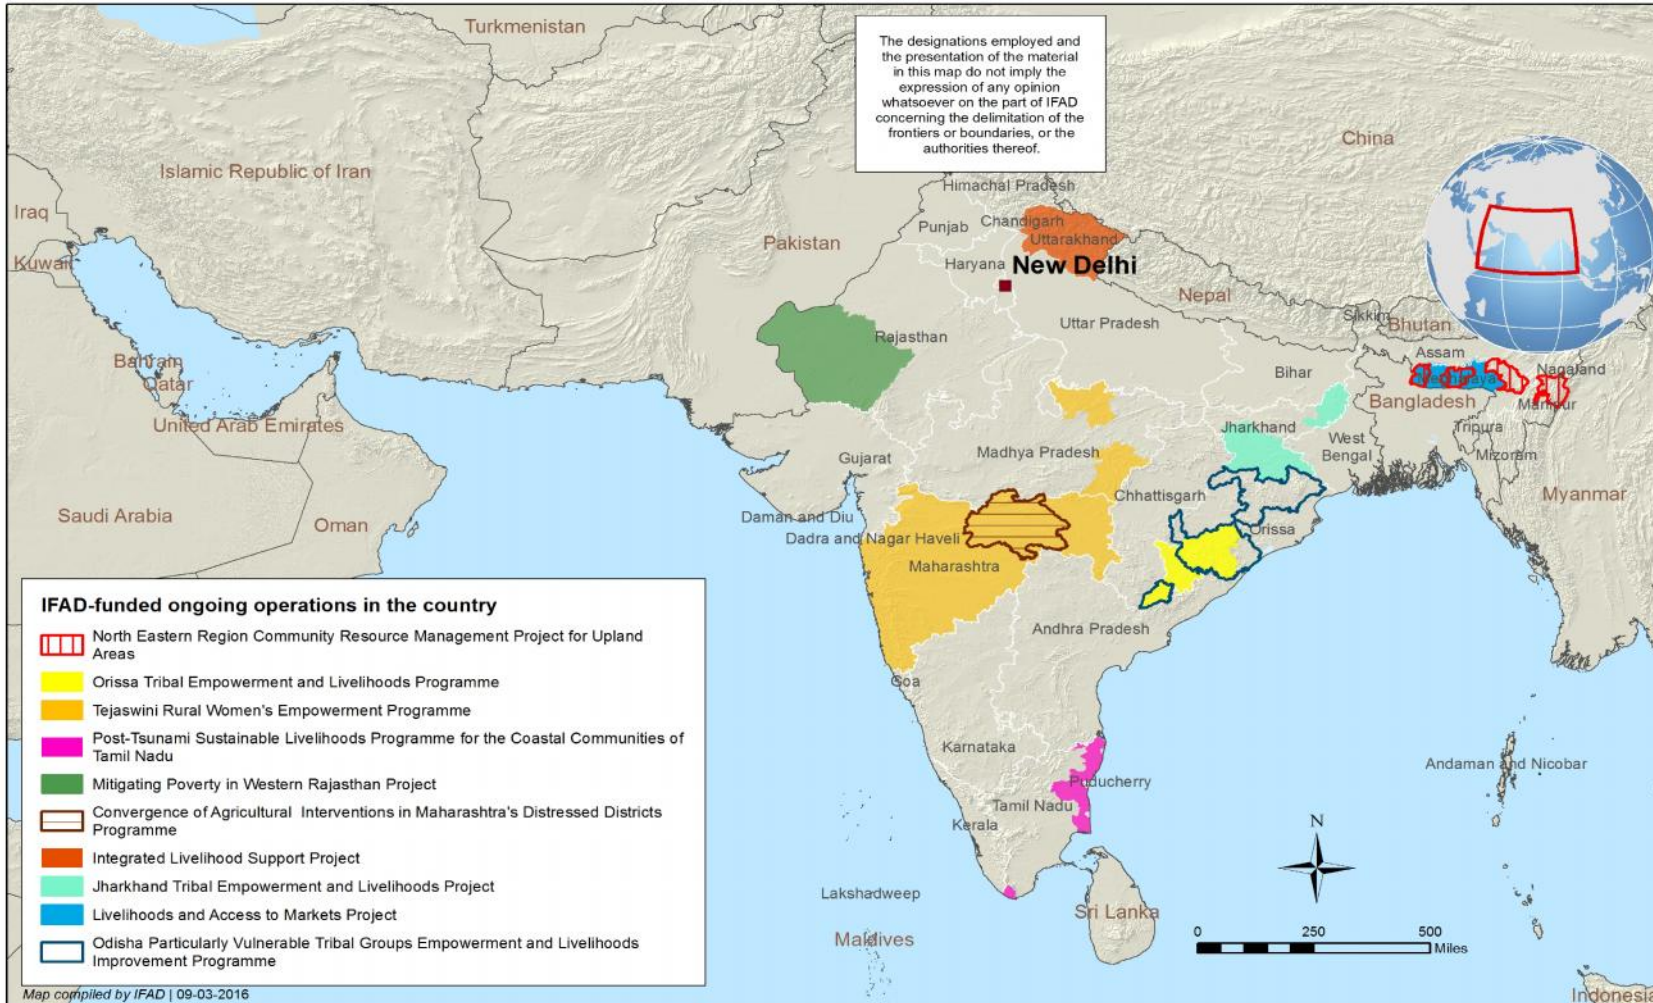 Turkmenistan
The designations employed and
the presentation of the material
in this map do not imply the
expression of any opinion
whatsoever on the part of IFAD
concerning the delimitation of the
frontiers or boundaries, or the
authorities thereof.
China
Islamic Republic of Iran
Himachal Pradesh
Iraq
Punjab
Chandigarh
Pakistan
Uttarakhand
Kuwait
Haryana
New Delhi
Nepal
Sikkim
Bhutan
Uttar Pradesh
Rajasthan
Assam
Bahrain
Qatar
Bihar
Nagaland
Meghalaya
Bangladesh
Manipur
United Arab Emirates
Jharkhand
Tripura
West
Bengal
Mizoram
Gujarat
Madhya Pradesh
Chhattisgarh
Myanmar
Saudi Arabia
Oman
Daman and Diu
Dadra and Nagar Haveli
Orissa
Maharashtra
Andhra Pradesh
Goa
Karnataka
Puducherry
Andaman and Nicobar
Tamil Nadu
Kerala
N
Lakshadweep
Sri Lanka
Maldives
0 250 500
Miles
Indonesia
IFAD-funded ongoing operations in the country
North Eastern Region Community Resource Management Project for Upland
Areas
Orissa Tribal Empowerment and Livelihoods Programme
Tejaswini Rural Women's Empowerment Programme
Post-Tsunami Sustainable Livelihoods Programme for the Coastal Communities of
Tamil Nadu
Mitigating Poverty in Western Rajasthan Project
Convergence of Agricultural Interventions in Maharashtra's Distressed Districts
Programme
Integrated Livelihood Support Project
Jharkhand Tribal Empowerment and Livelihoods Project
Livelihoods and Access to Markets Project
Odisha Particularly Vulnerable Tribal Groups Empowerment and Livelihoods
Improvement Programme
Map compiled by IFAD | 09-03-2016